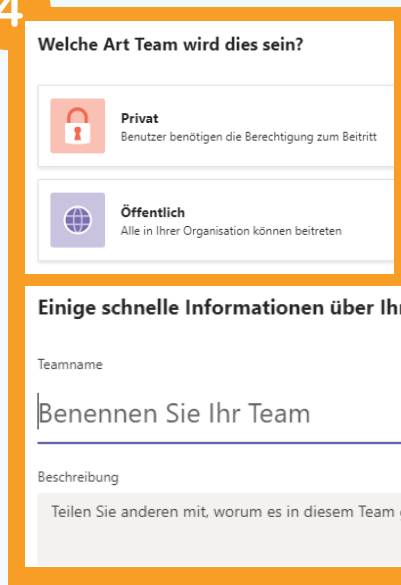 4
Welche Art Team wird dies sein?
Privat
Benutzer benötigen die Berechtigung zum Beitritt
Öffentlich
Alle in Ihrer Organisation können beitreten
Einige schnelle Informationen über Ihr
Teamname
Benennen Sie Ihr Team
Beschreibung
Teilen Sie anderen mit, worum es in diesem Team